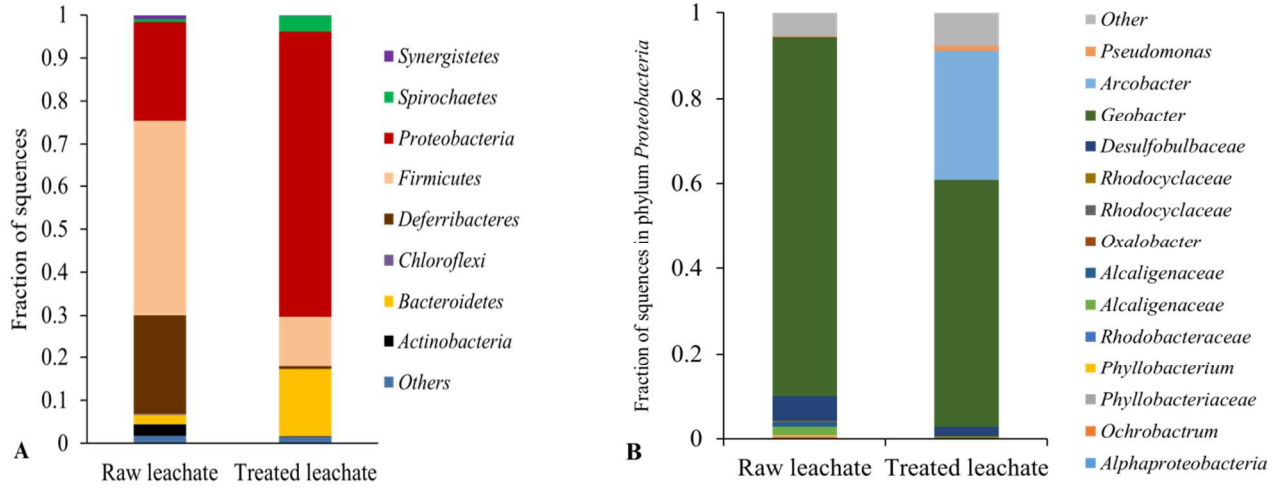 Fraction of squences
1
0.9
0.8
0.7
0.6
0.5
0.4
0.3
0.2
0.1
0
Raw leachate
Treated leachate
A
Synergistetes
Spirochaetes
Proteobacteria
Firmicutes
Deferribacteres
Chloroflexi
Bacteroidetes
Actinobacteria
Others
Fraction of squences in phylum Proteobacteria
1
0.8
0.6
0.4
0.2
0
Raw leachate
Treated leachate
B
Other
Pseudomonas
Arcobacter
Geobacter
Desulfobulbaceae
Rhodocyclaceae
Rhodocyclaceae
Oxalobacter
Alcaligenaceae
Alcaligenaceae
Rhodobacteraceae
Phyllobacterium
Phyllobacteriaceae
Ochrobactrum
Alphaproteobacteria